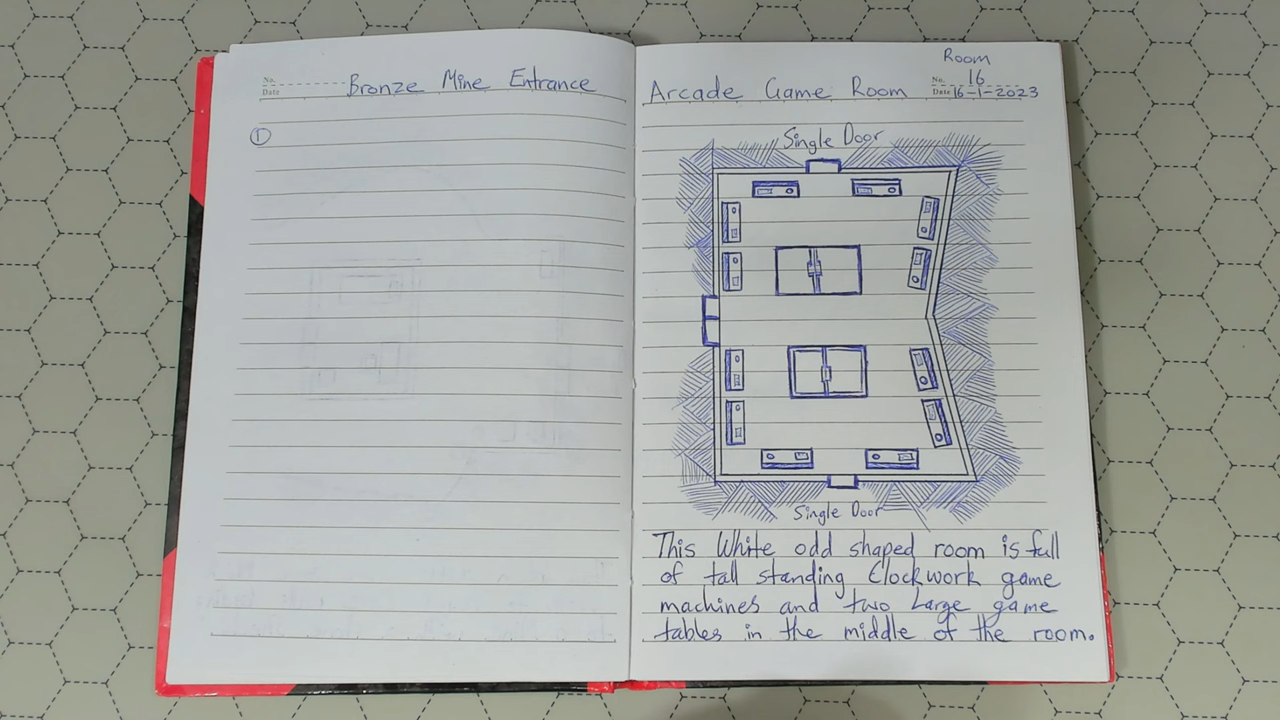 No.
Date
Bronze Mine Entrance
①
Room
Arcade Game Room
No. 16
Date 16-1-2023
Single Door
Single Door
This White odd shaped room is full
of tall standing Clockwork game
machines and two Large game
tables in the middle of the room.